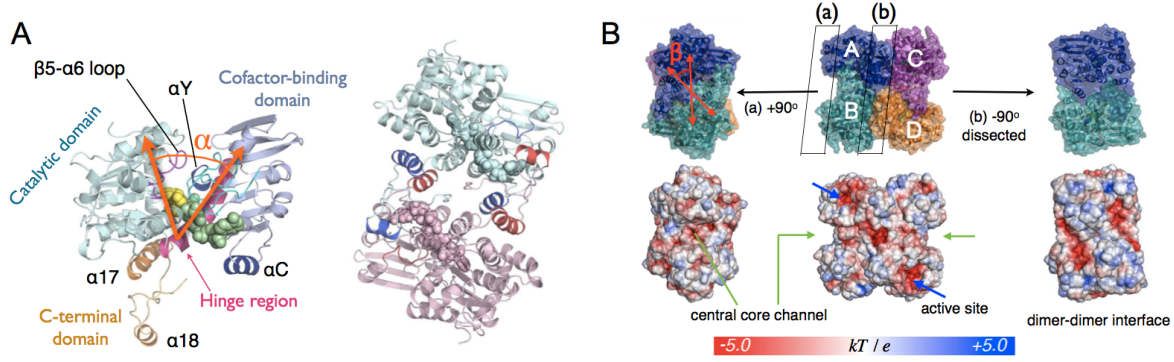 A
β5-α6 loop
αY
Cofactor-binding
domain
Catalytic domain
α
α17
αC
Hinge region
C-terminal
domain
α18
B
(a)
(b)
β
A
C
B
D
(a) +90°
(b) -90°
dissected
central core channel
active site
dimer-dimer interface
-5.0
kT / e
+5.0